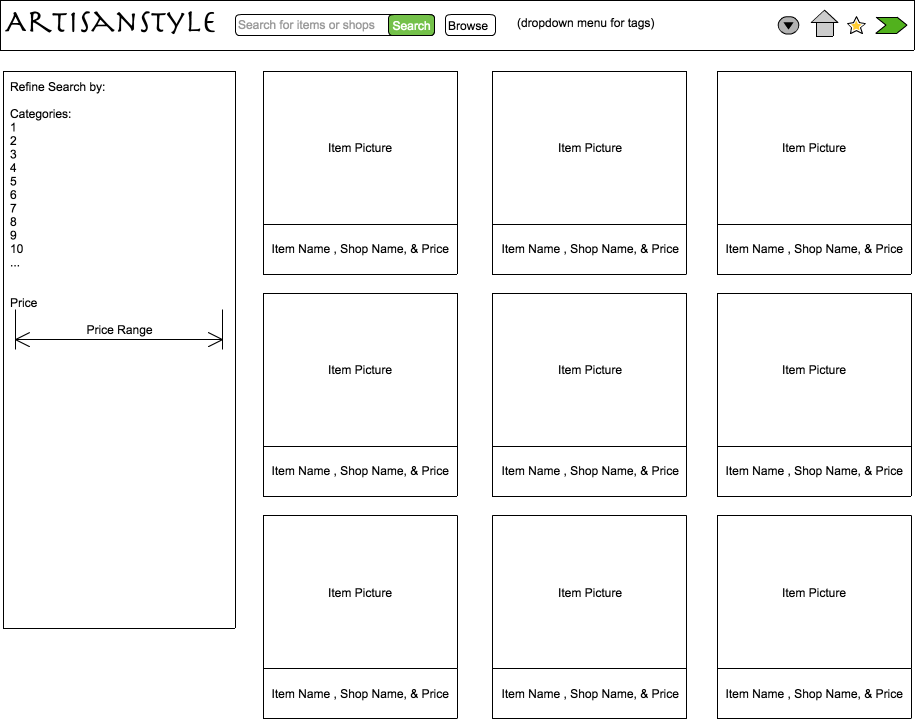 ARTISANSTYLE
Search for items or shops
Search
Browse
(dropdown menu for tags)
Refine Search by:
Categories:
1
2
3
4
5
6
7
8
9
10
...
Price
Price Range
Item Picture
Item Picture
Item Picture
Item Name , Shop Name, & Price
Item Name , Shop Name, & Price
Item Name , Shop Name, & Price
Item Picture
Item Picture
Item Picture
Item Name , Shop Name, & Price
Item Name , Shop Name, & Price
Item Name , Shop Name, & Price
Item Picture
Item Picture
Item Picture
Item Name , Shop Name, & Price
Item Name , Shop Name, & Price
Item Name , Shop Name, & Price